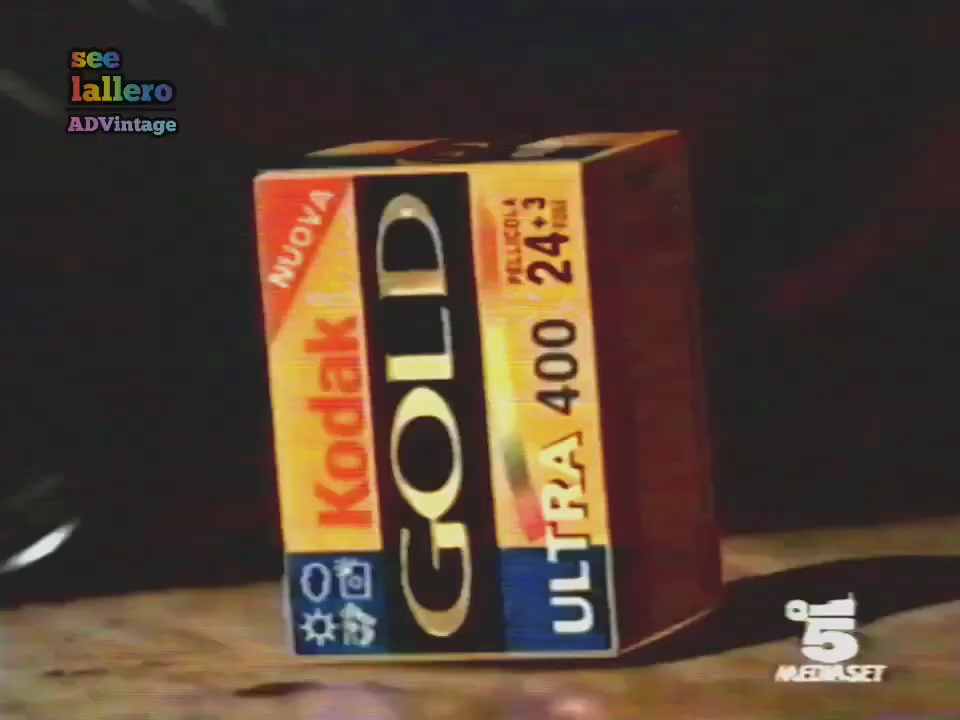 see
lallero
ADVintage
NUOVA
Kodak
GOLD
ULTRA 400
PELLICOLA
24+3
5
MEDIASET